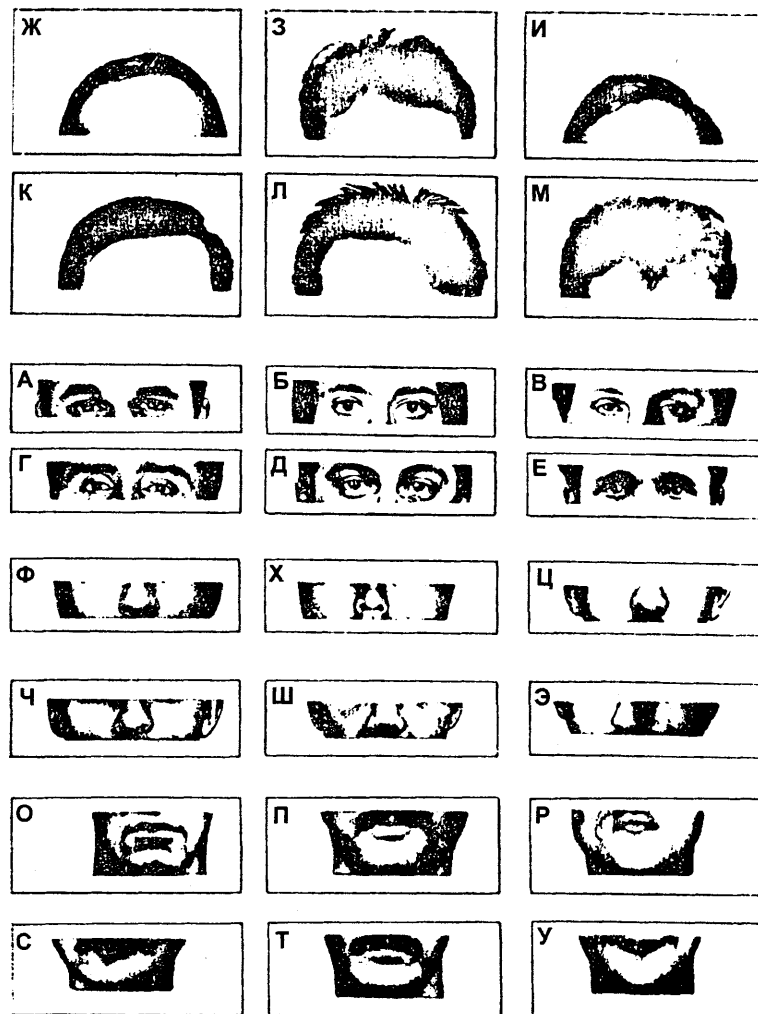 Ж З И
К Л М
А Б В
Г Д Е
Ф Х Ц
Ч Ш Э
О П Р
С Т У